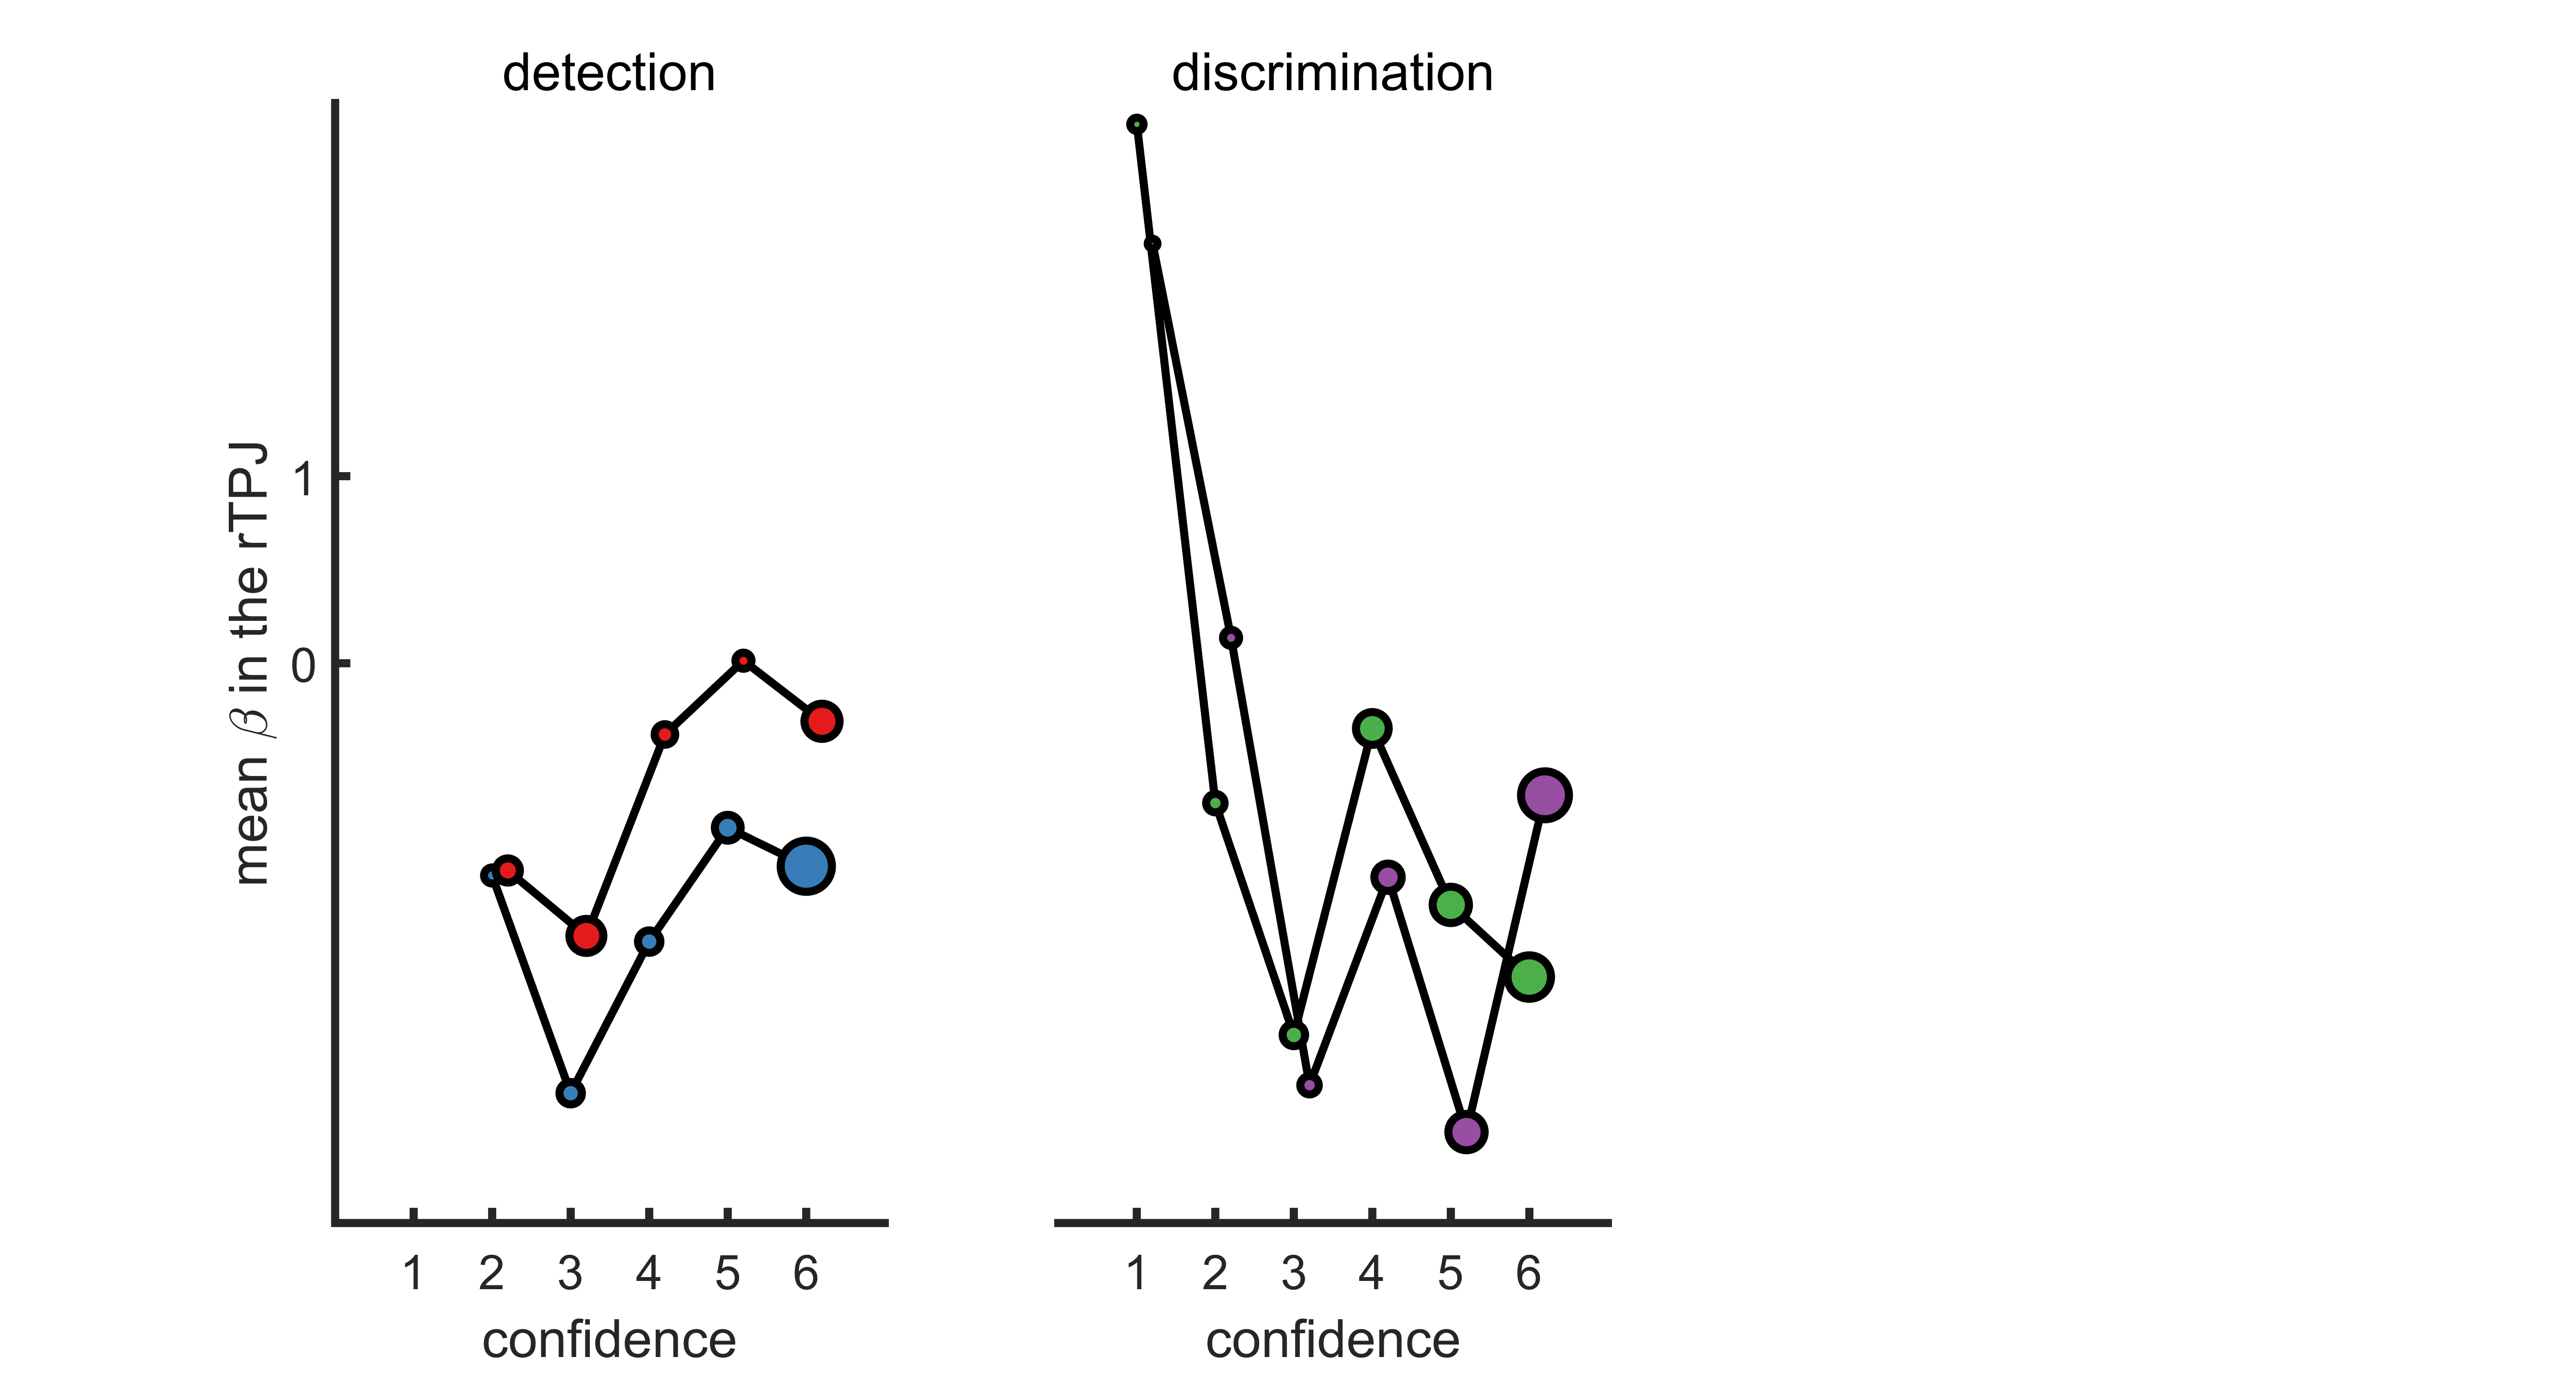 detection
discrimination
mean β in the rTPJ
1
0
1 2 3 4 5 6
1 2 3 4 5 6
confidence
confidence